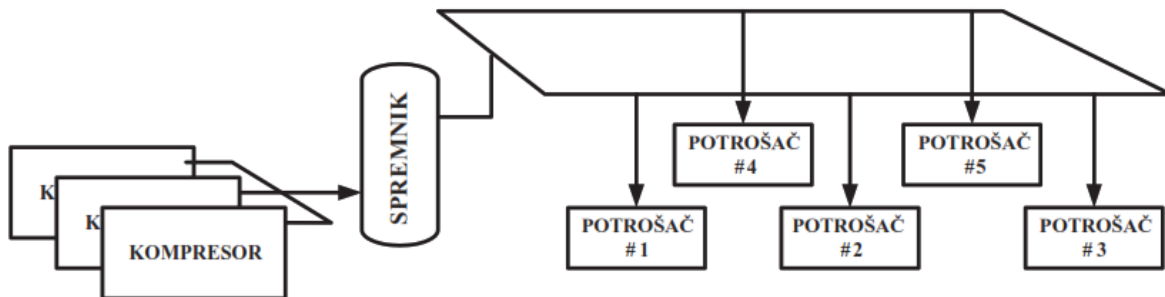 SPREMNIK
POTROŠAČ
#4
POTROŠAČ
#5
K
K
KOMPRESOR
POTROŠAČ
#1
POTROŠAČ
#2
POTROŠAČ
#3